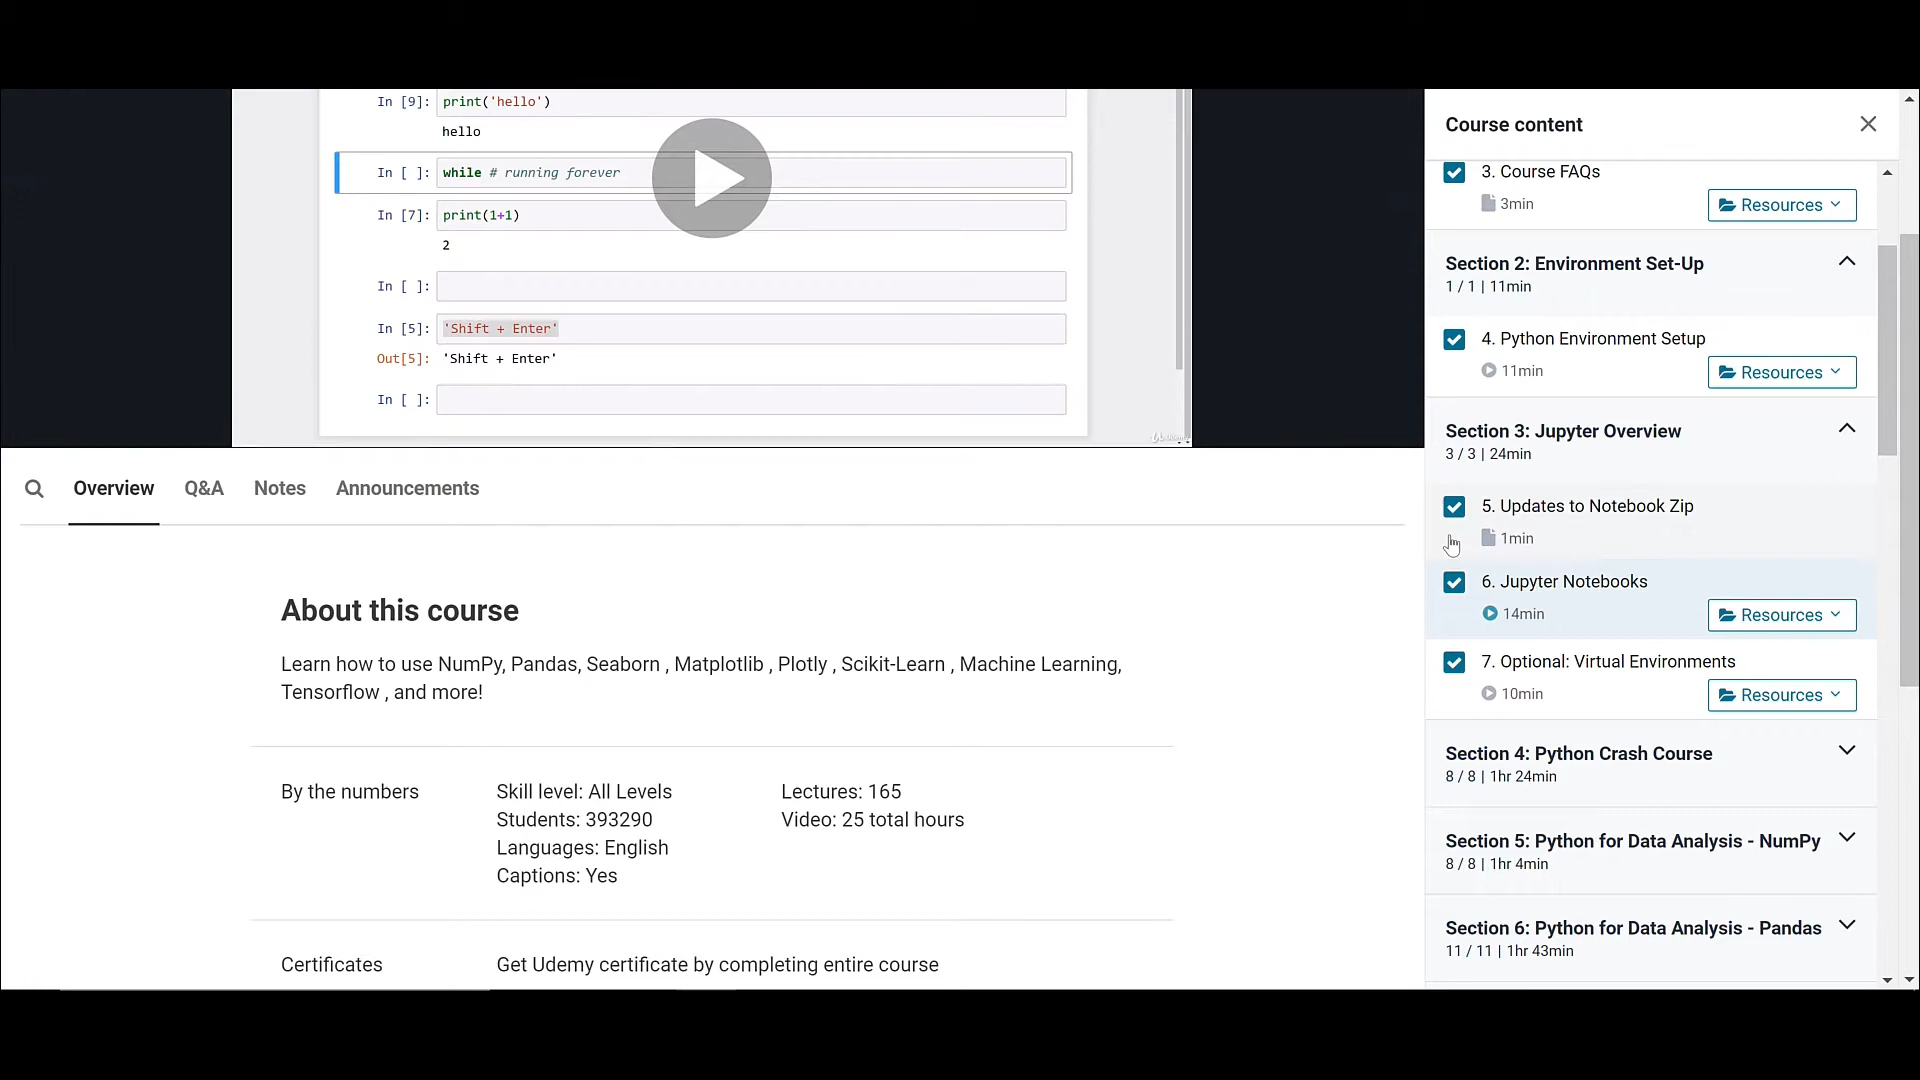 In [9]: print('hello')
hello
In [ ]: while # running forever
In [7]: print(1+1)
2
In [ ]:
In [5]: 'Shift + Enter'
Out[5]: 'Shift + Enter'
In [ ]:
Overview Q&A Notes Announcements
About this course
Learn how to use NumPy, Pandas, Seaborn , Matplotlib , Plotly , Scikit-Learn , Machine Learning,
Tensorflow , and more!
By the numbers
Skill level: All Levels
Students: 393290
Languages: English
Captions: Yes
Lectures: 165
Video: 25 total hours
Certificates
Get Udemy certificate by completing entire course
Course content
3. Course FAQs
3min
Resources
Section 2: Environment Set-Up
1 / 1 | 11min
4. Python Environment Setup
11min
Resources
Section 3: Jupyter Overview
3 / 3 | 24min
5. Updates to Notebook Zip
1min
6. Jupyter Notebooks
14min
Resources
7. Optional: Virtual Environments
10min
Resources
Section 4: Python Crash Course
8 / 8 | 1hr 24min
Section 5: Python for Data Analysis - NumPy
8 / 8 | 1hr 4min
Section 6: Python for Data Analysis - Pandas
11 / 11 | 1hr 43min